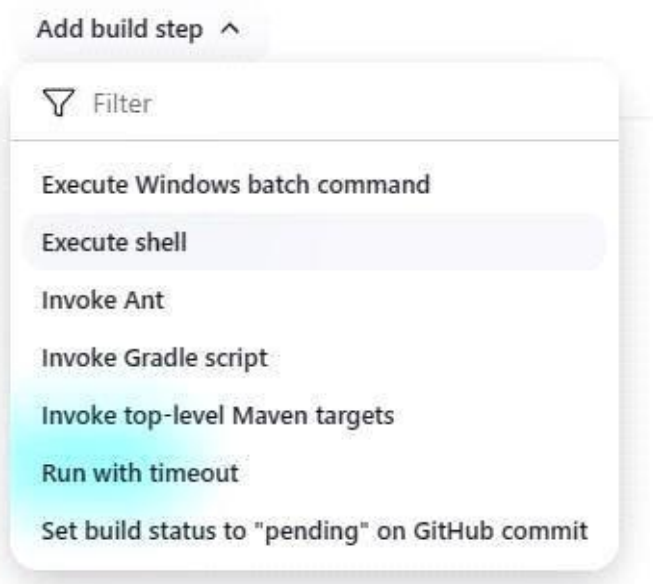 Add build step
Filter
Execute Windows batch command
Execute shell
Invoke Ant
Invoke Gradle script
Invoke top-level Maven targets
Run with timeout
Set build status to "pending" on GitHub commit